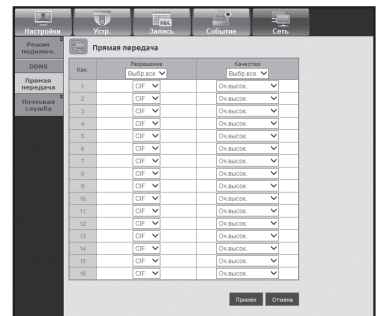 Настройки Устр. Запись Событие Сеть
REC
Режим подключ.
DDNS
Прямая передача
Почтовая служба
Прямая передача
Кан. Разрешение Качество
Выбр.все Выбр.все
1 CIF Оч.высок.
2 CIF Оч.высок.
3 CIF Оч.высок.
4 CIF Оч.высок.
5 CIF Оч.высок.
6 CIF Оч.высок.
7 CIF Оч.высок.
8 CIF Оч.высок.
9 CIF Оч.высок.
10 CIF Оч.высок.
11 CIF Оч.высок.
12 CIF Оч.высок.
13 CIF Оч.высок.
14 CIF Оч.высок.
15 CIF Оч.высок.
16 CIF Оч.высок.
Примен Отмена